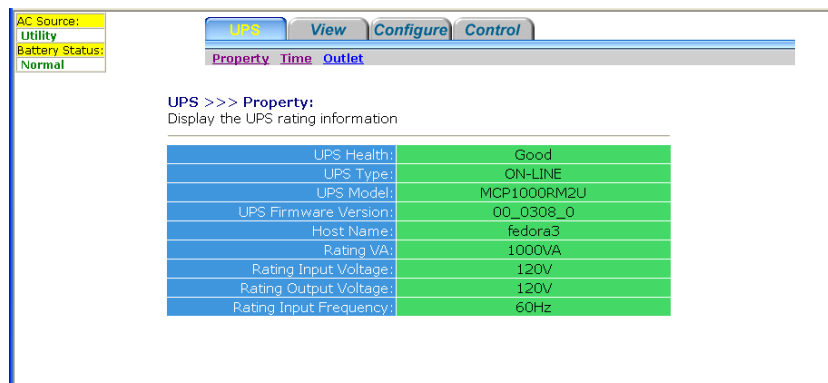 AC Source:
Utility
Battery Status:
Normal
UPS View Configure Control
Property Time Outlet
UPS >>> Property:
Display the UPS rating information
UPS Health: Good
UPS Type: ON-LINE
UPS Model: MCP1000RM2U
UPS Firmware Version: 00_0308_0
Host Name: fedora3
Rating VA: 1000VA
Rating Input Voltage: 120V
Rating Output Voltage: 120V
Rating Input Frequency: 60Hz